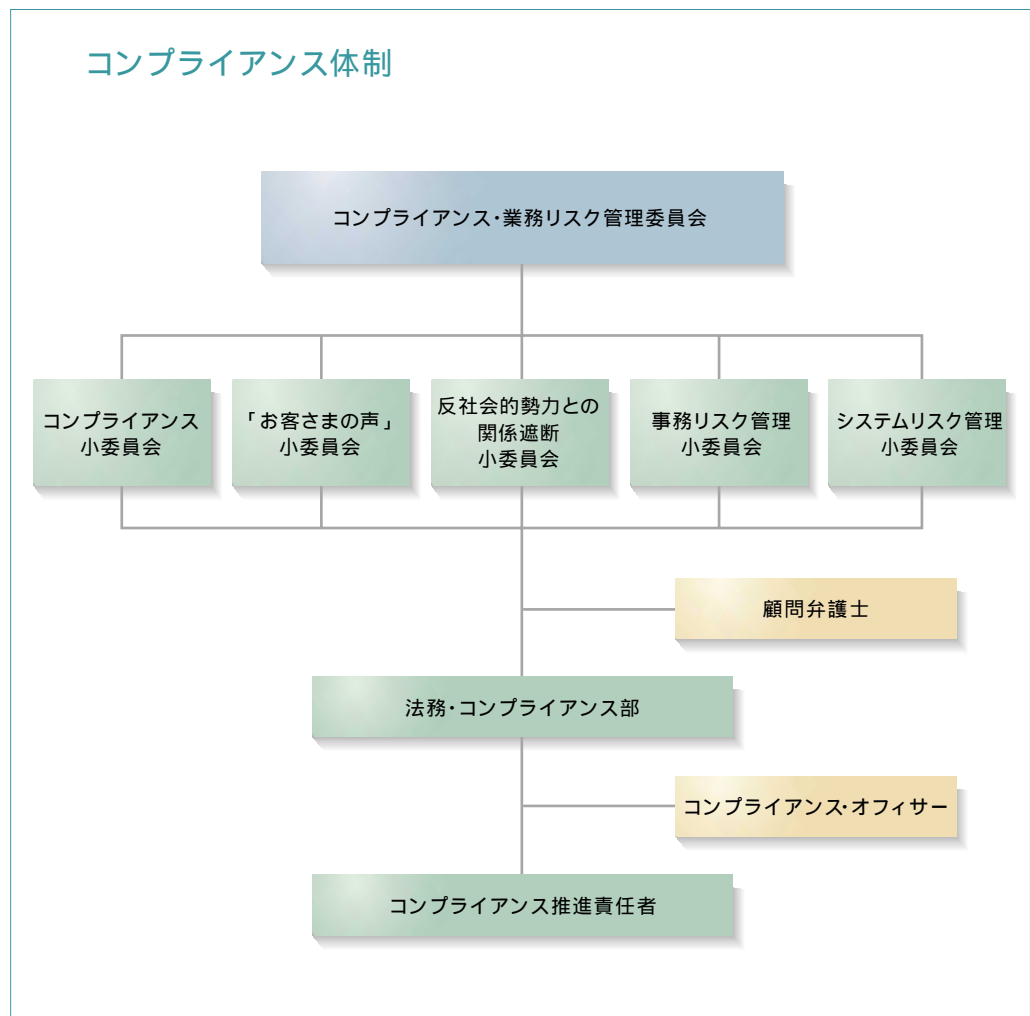 コンプライアンス体制
コンプライアンス・業務リスク管理委員会
コンプライアンス
小委員会
「お客さまの声」
小委員会
反社会的勢力との
関係遮断
小委員会
事務リスク管理
小委員会
システムリスク管理
小委員会
顧問弁護士
法務・コンプライアンス部
コンプライアンス・オフィサー
コンプライアンス推進責任者